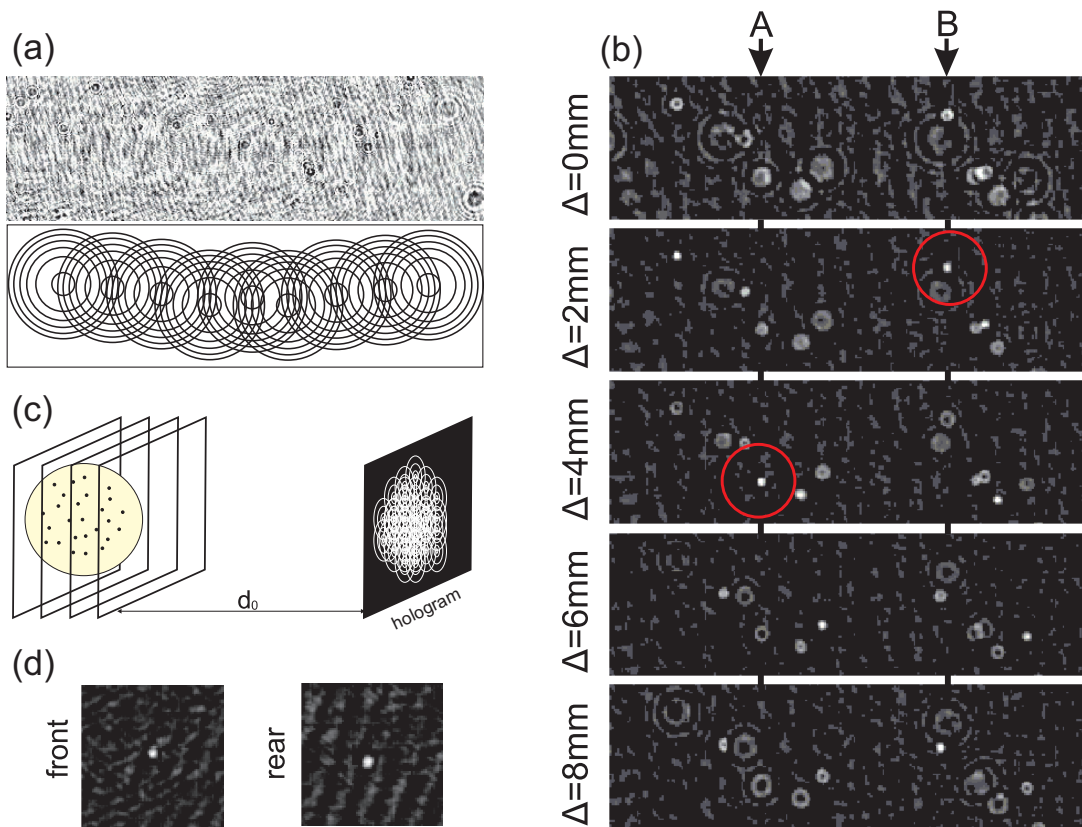 (a)
(b)
A
B
Δ=0mm
Δ=2mm
Δ=4mm
Δ=6mm
Δ=8mm
(c)
d₀
hologram
(d)
front
rear